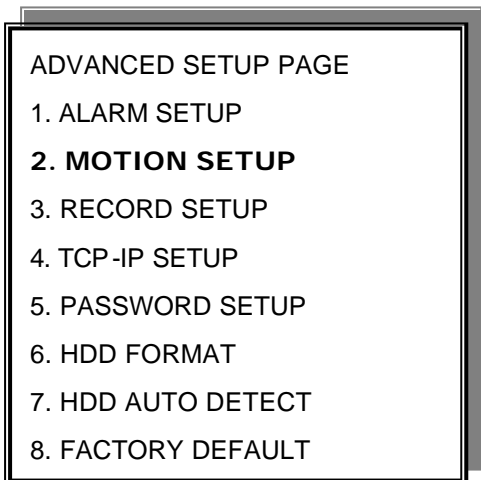 ADVANCED SETUP PAGE
1. ALARM SETUP
2. MOTION SETUP
3. RECORD SETUP
4. TCP-IP SETUP
5. PASSWORD SETUP
6. HDD FORMAT
7. HDD AUTO DETECT
8. FACTORY DEFAULT